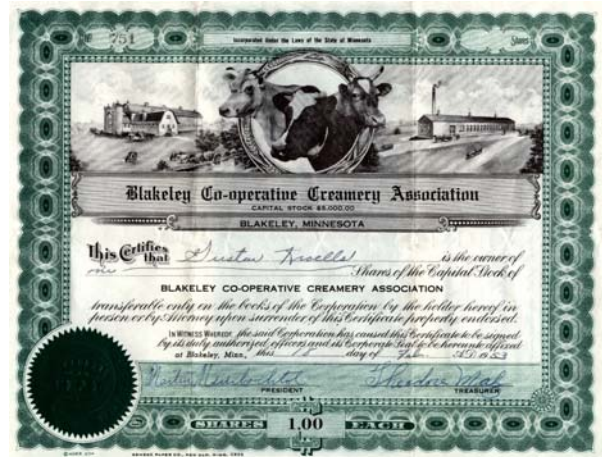 No 751 Incorporated Under the Laws of the State of Minnesota Shares
Blakeley Co-operative Creamery Association
CAPITAL STOCK $5,000.00
BLAKELEY, MINNESOTA
This Certifies that Gustav is the owner of
Shares of the Capital Stock of
BLAKELEY CO-OPERATIVE CREAMERY ASSOCIATION
transferable only on the books of the Corporation by the holder hereof in
person or by Attorney upon surrender of this Certificate properly endorsed.
IN WITNESS WHEREOF, the said Corporation has caused this Certificate to be signed
by its duly authorized officers and its Corporate Seal to be hereunto affixed
at Blakeley, Minn., this day of A.D. 1953
Theodore
PRESIDENT TREASURER
SHARES 1.00 EACH